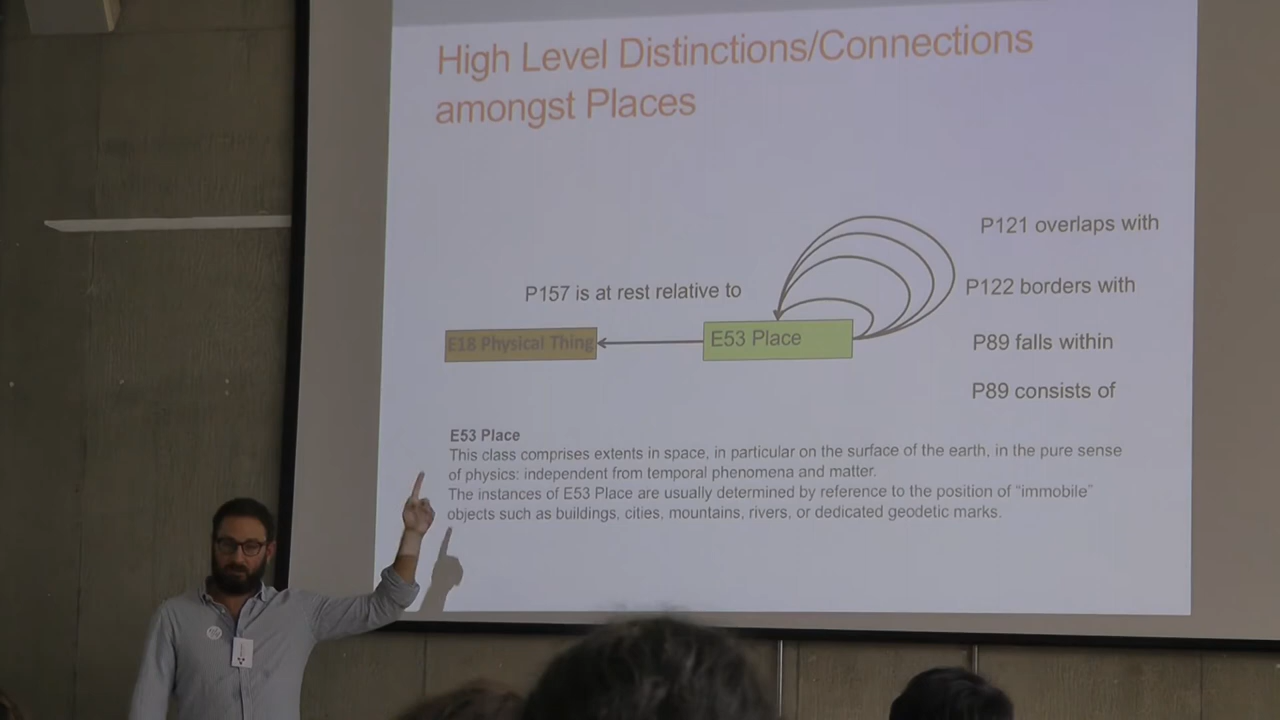 High Level Distinctions/Connections
amongst Places
P121 overlaps with
P157 is at rest relative to
P122 borders with
E18 Physical Thing
E53 Place
P89 falls within
P89 consists of
E53 Place
This class comprises extents in space, in particular on the surface of the earth, in the pure sense
of physics: independent from temporal phenomena and matter.
The instances of E53 Place are usually determined by reference to the position of “immobile”
objects such as buildings, cities, mountains, rivers, or dedicated geodetic marks.